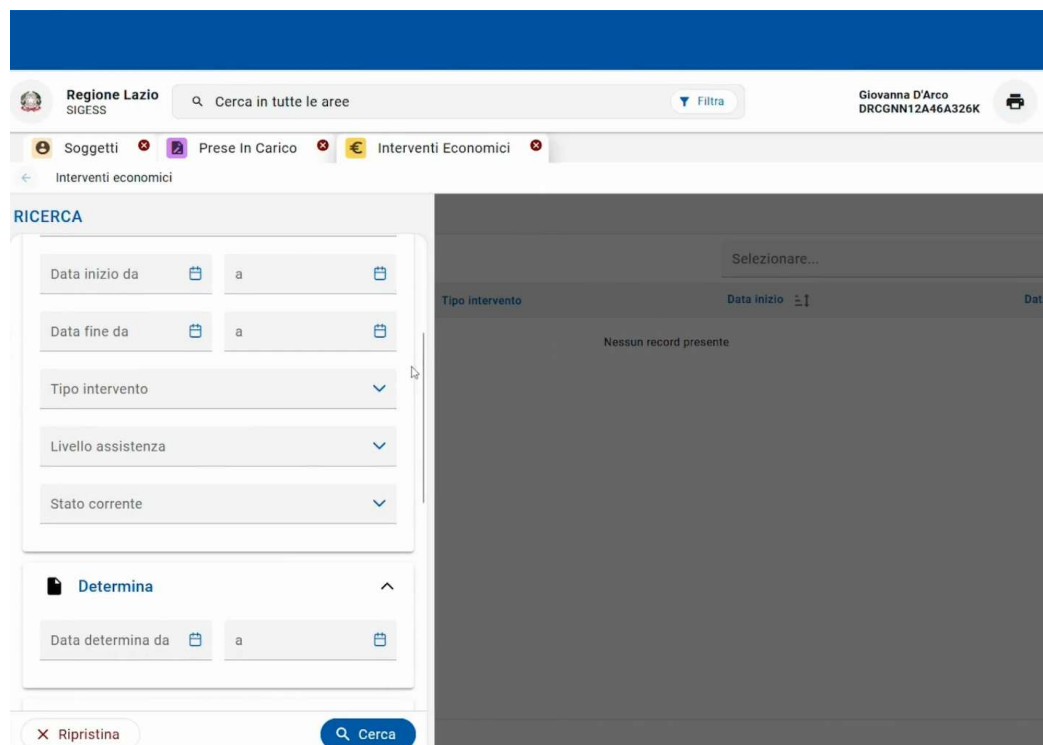 Regione Lazio
SIGESS
Cerca in tutte le aree
Filtra
Giovanna D'Arco
DRCGNN12A46A326K
Soggetti
Prese In Carico
€ Interventi Economici
Interventi economici
RICERCA
Data inizio da
a
Selezionare...
Tipo intervento
Data inizio
Dat
Data fine da
a
Nessun record presente
Tipo intervento
Livello assistenza
Stato corrente
Determina
Data determina da
a
Ripristina
Cerca